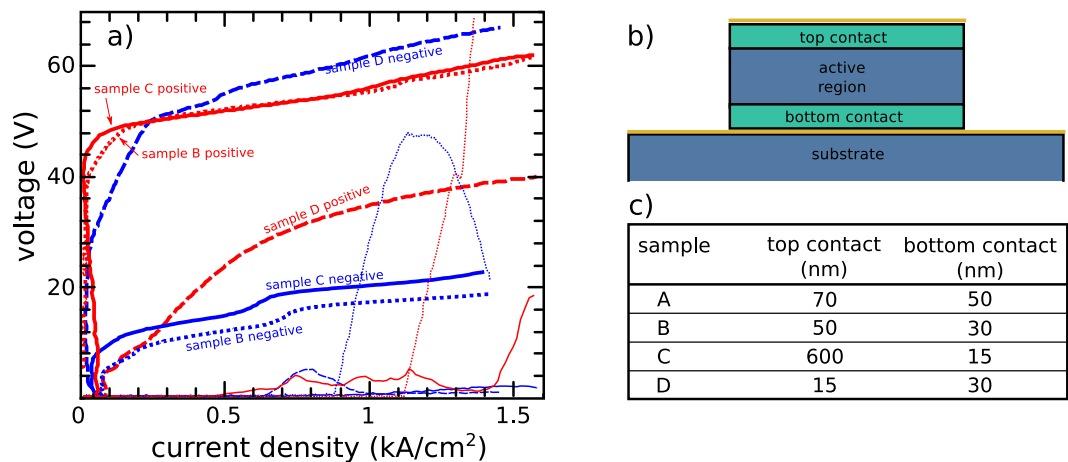 a)
60
40
20
voltage (V)
sample D negative
sample C positive
sample B positive
sample D positive
sample C negative
sample B negative
0 0.5 1 1.5
current density (kA/cm²)
b)
top contact
active
region
bottom contact
substrate
c)
sample top contact bottom contact
(nm) (nm)
A 70 50
B 50 30
C 600 15
D 15 30